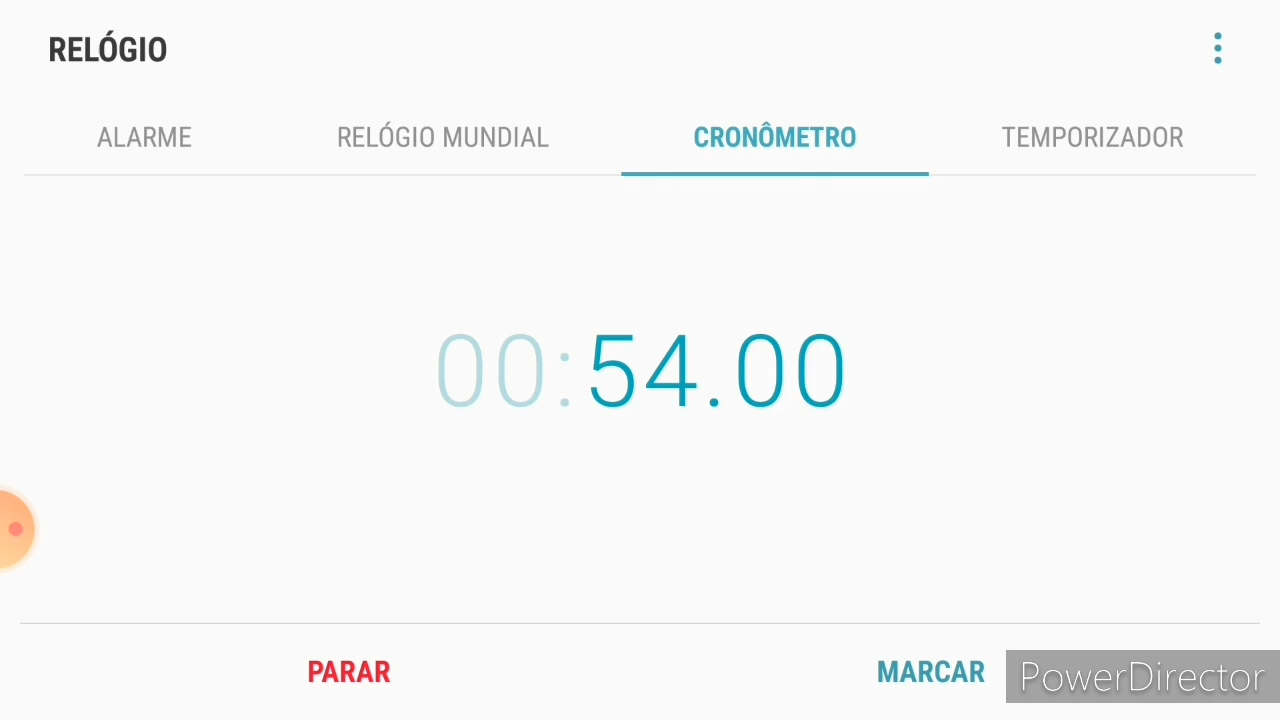 RELÓGIO
ALARME RELÓGIO MUNDIAL CRONÔMETRO TEMPORIZADOR
00:54.00
PARAR MARCAR PowerDirector